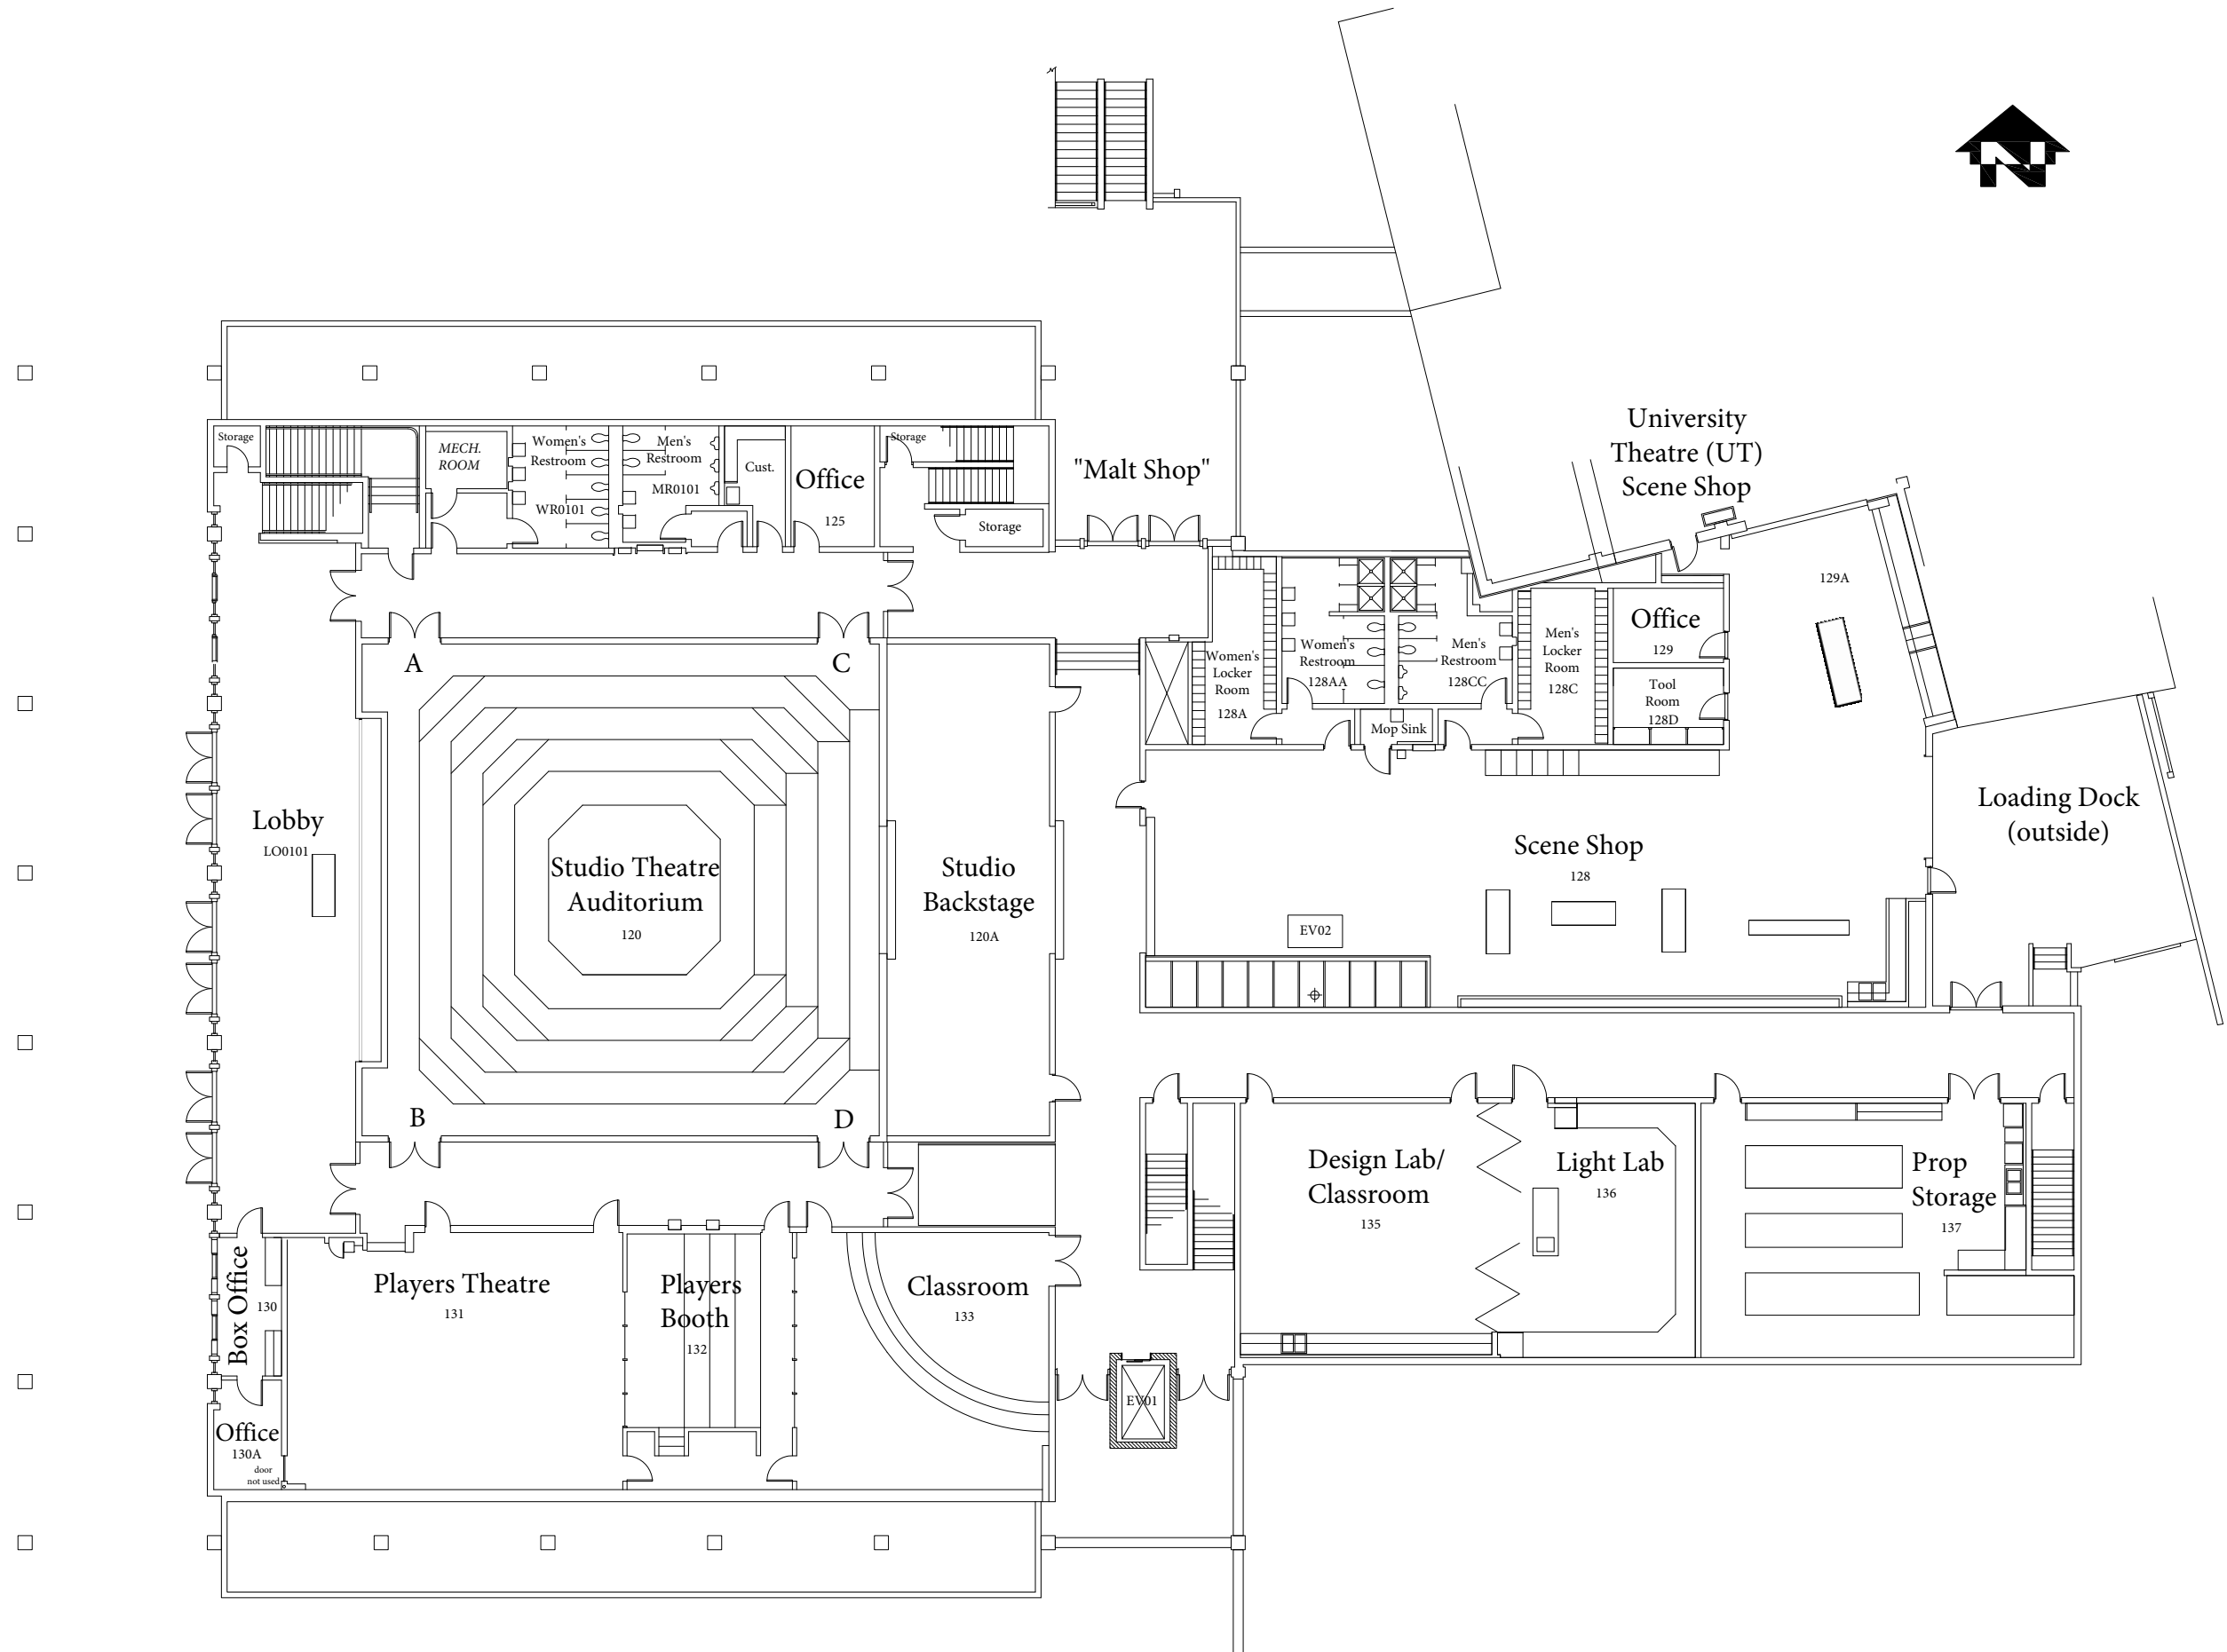 N
University
Theatre (UT)
Scene Shop
Storage
MECH.
ROOM
Women's
Restroom
WR0101
Men's
Restroom
MR0101
Cust.
Office
125
Storage
Storage
"Malt Shop"
129A
Women's
Locker
Room
128A
Women's
Restroom
128AA
Men's
Restroom
128CC
Men's
Locker
Room
128C
Office
129
Tool
Room
128D
Mop Sink
A
C
Lobby
LO0101
Studio Theatre
Auditorium
120
Studio
Backstage
120A
Scene Shop
128
EV02
Loading Dock
(outside)
B
D
Design Lab/
Classroom
135
Light Lab
136
Prop
Storage
137
Box Office
130
Players Theatre
131
Players
Booth
132
Classroom
133
EV01
Office
130A
door
not used